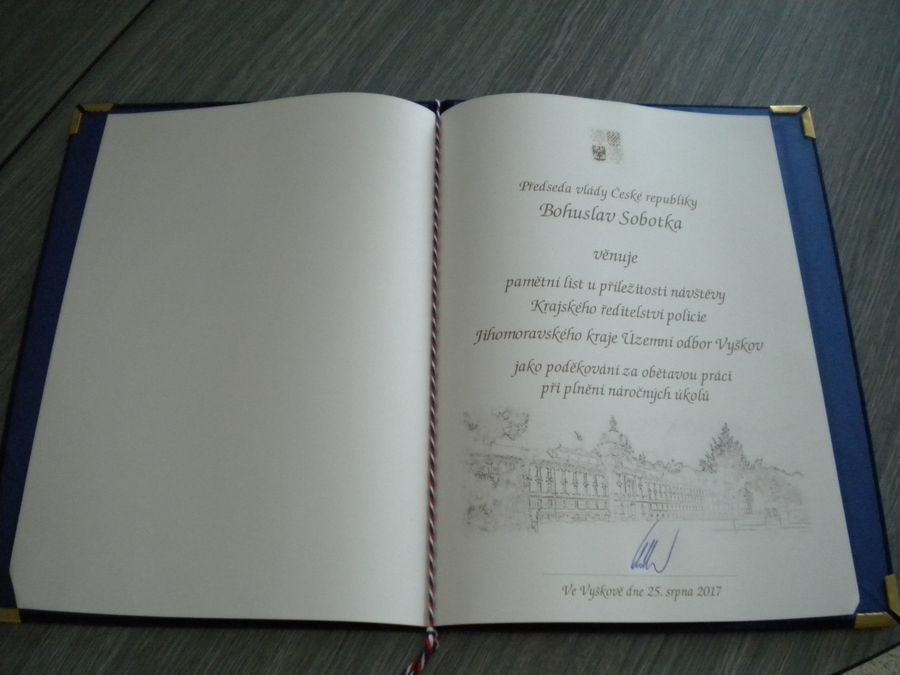 Předseda vlády České republiky
Bohuslav Sobotka
věnuje
pamětní list u příležitosti návštěvy
Krajského ředitelství policie
Jihomoravského kraje Územní odbor Vyškov
jako poděkování za obětavou práci
při plnění náročných úkolů
Ve Vyškově dne 25. srpna 2017